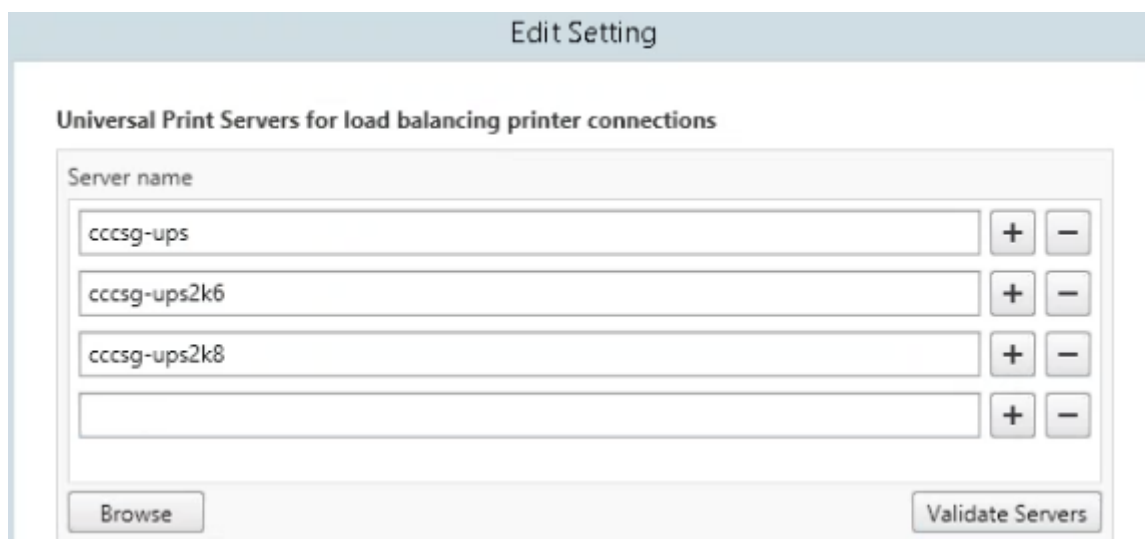 Edit Setting
Universal Print Servers for load balancing printer connections
Server name
cccsg-ups
cccsg-ups2k6
cccsg-ups2k8
Browse
Validate Servers